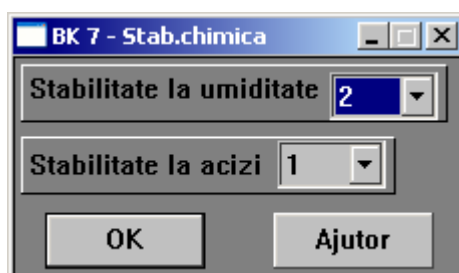 BK 7 - Stab.chimica
Stabilitate la umiditate 2
Stabilitate la acizi 1
OK Ajutor